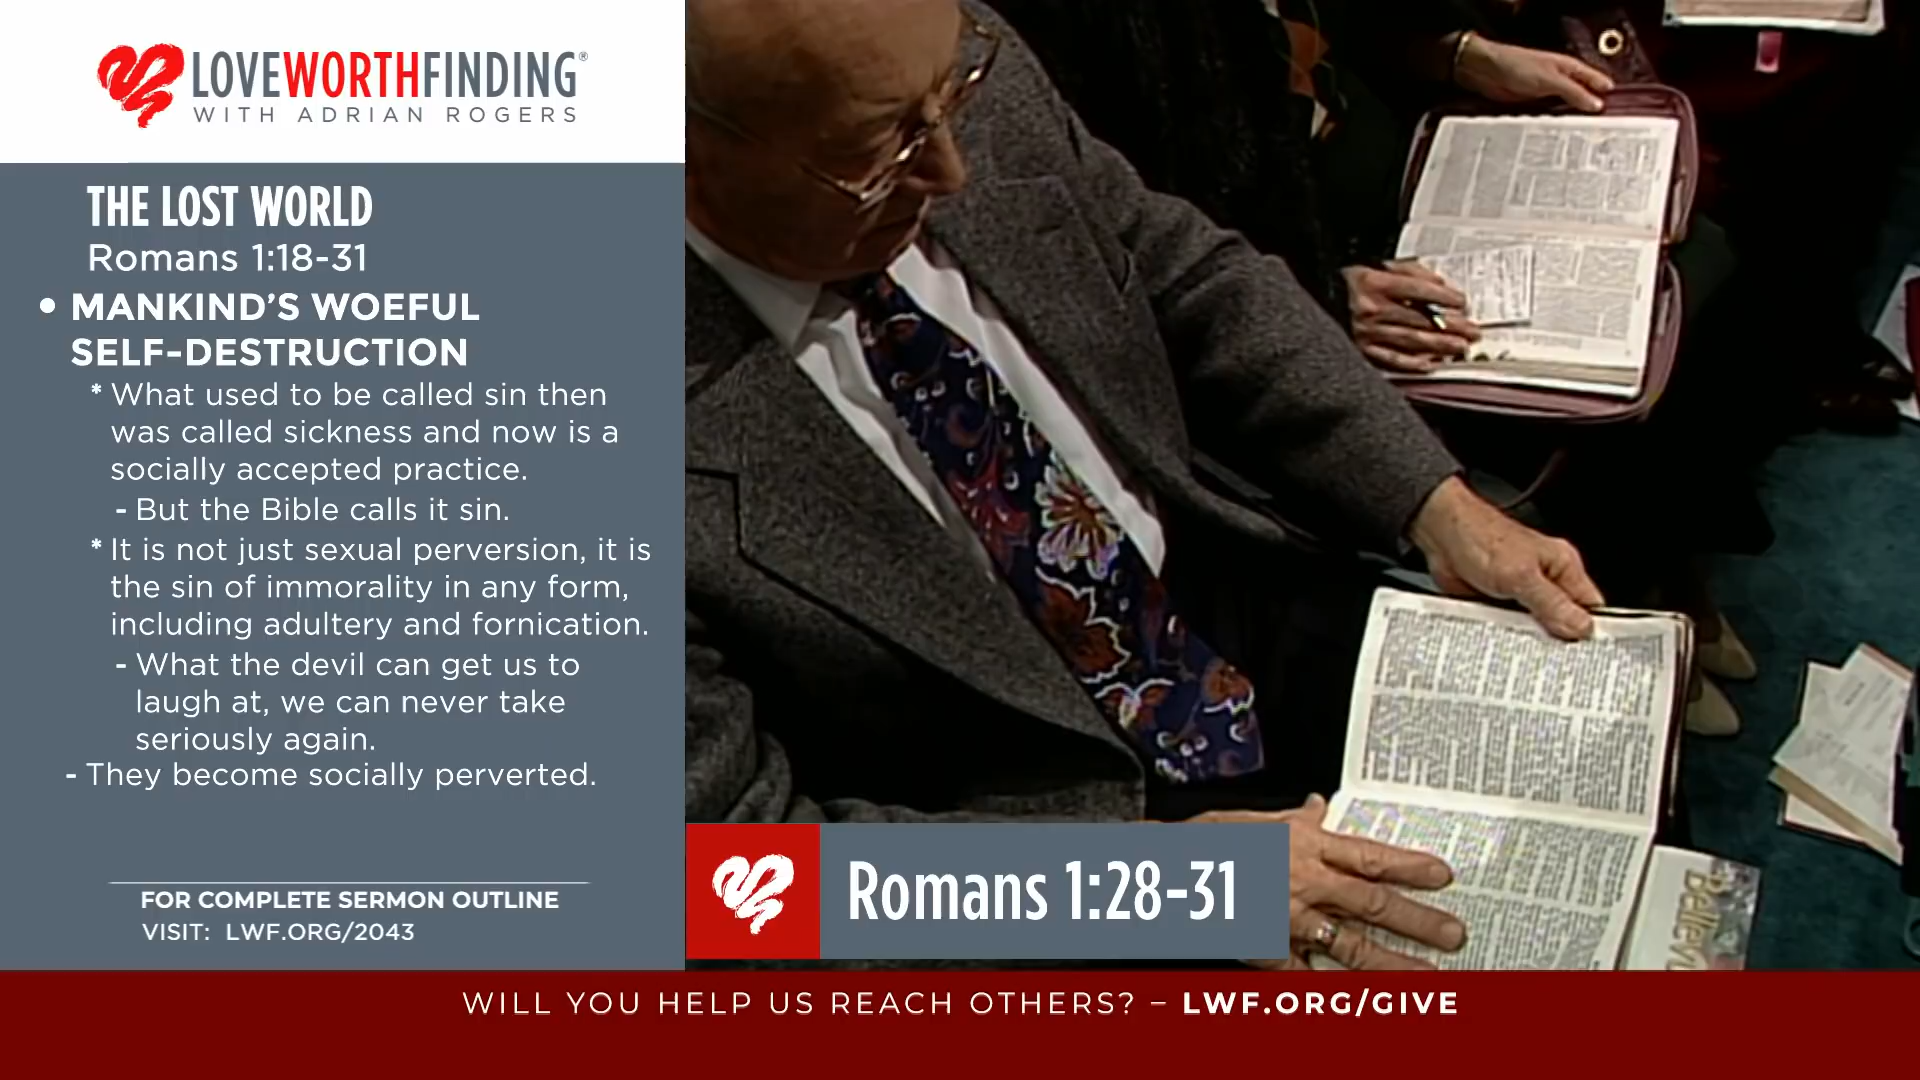 LOVEWORTHFINDING®
WITH ADRIAN ROGERS
THE LOST WORLD
Romans 1:18-31
• MANKIND’S WOEFUL
SELF-DESTRUCTION
* What used to be called sin then
was called sickness and now is a
socially accepted practice.
- But the Bible calls it sin.
* It is not just sexual perversion, it is
the sin of immorality in any form,
including adultery and fornication.
- What the devil can get us to
laugh at, we can never take
seriously again.
- They become socially perverted.
FOR COMPLETE SERMON OUTLINE
VISIT: LWF.ORG/2043
Romans 1:28-31
WILL YOU HELP US REACH OTHERS? – LWF.ORG/GIVE